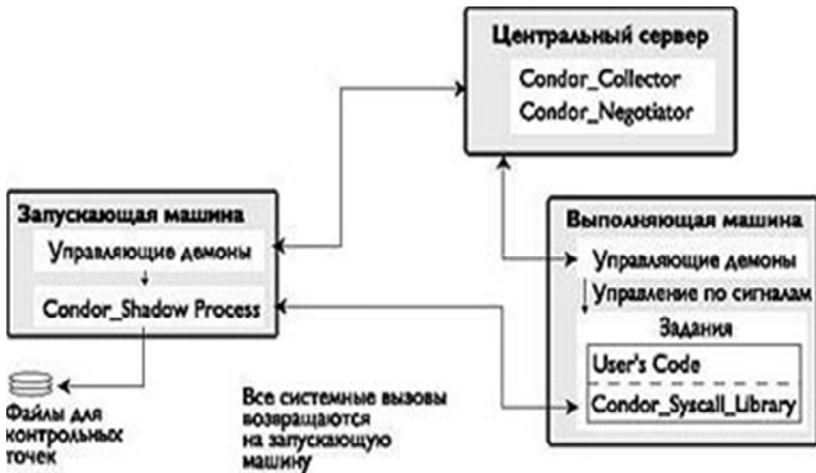 Центральный сервер
Condor_Collector
Condor_Negotiator
Запускающая машина
Управляющие демоны
Condor_Shadow Process
Файлы для
контрольных
точек
Все системные вызовы
возвращаются
на запускающую
машину
Выполняющая машина
Управляющие демоны
Управление по сигналам
Задания
User's Code
Condor_Syscall_Library